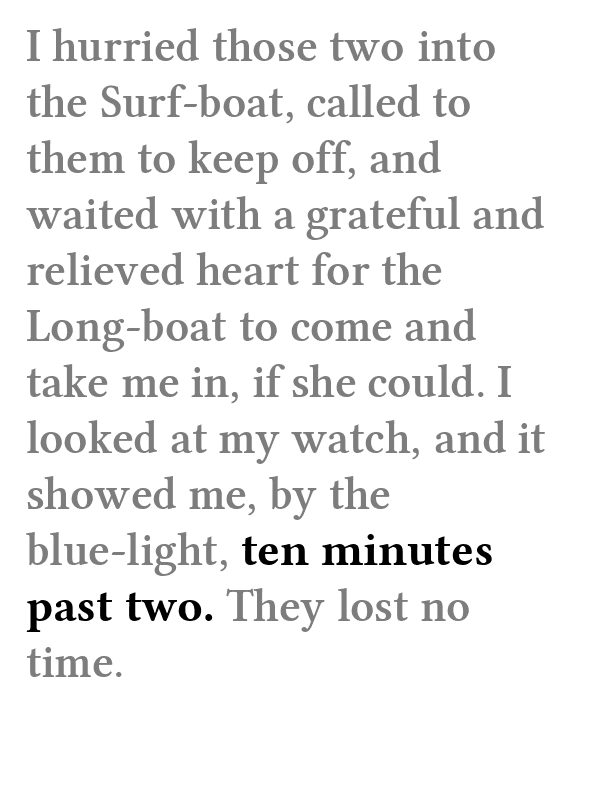 I hurried those two into
the Surf-boat, called to
them to keep off, and
waited with a grateful and
relieved heart for the
Long-boat to come and
take me in, if she could. I
looked at my watch, and it
showed me, by the
blue-light, ten minutes
past two. They lost no
time.